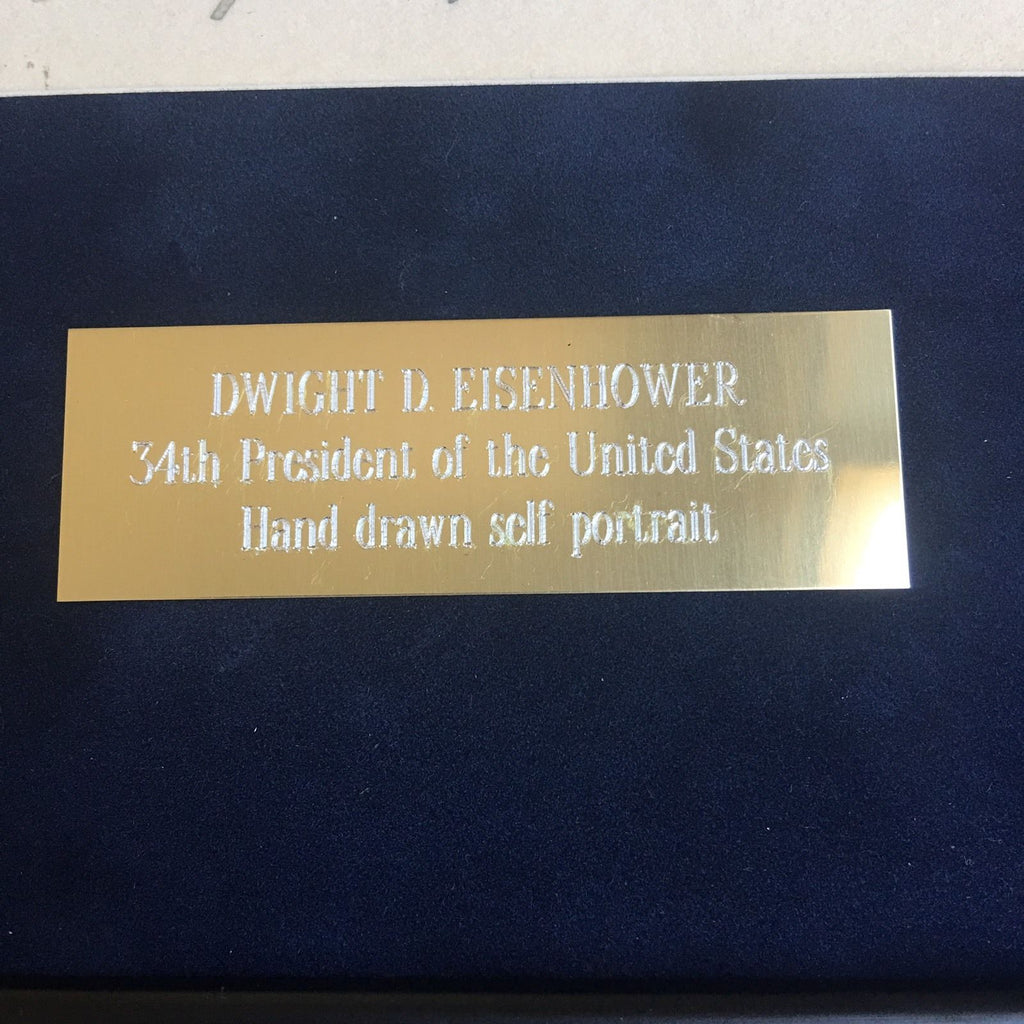 DWIGHT D. EISENHOWER
34th President of the United States
Hand drawn self portrait